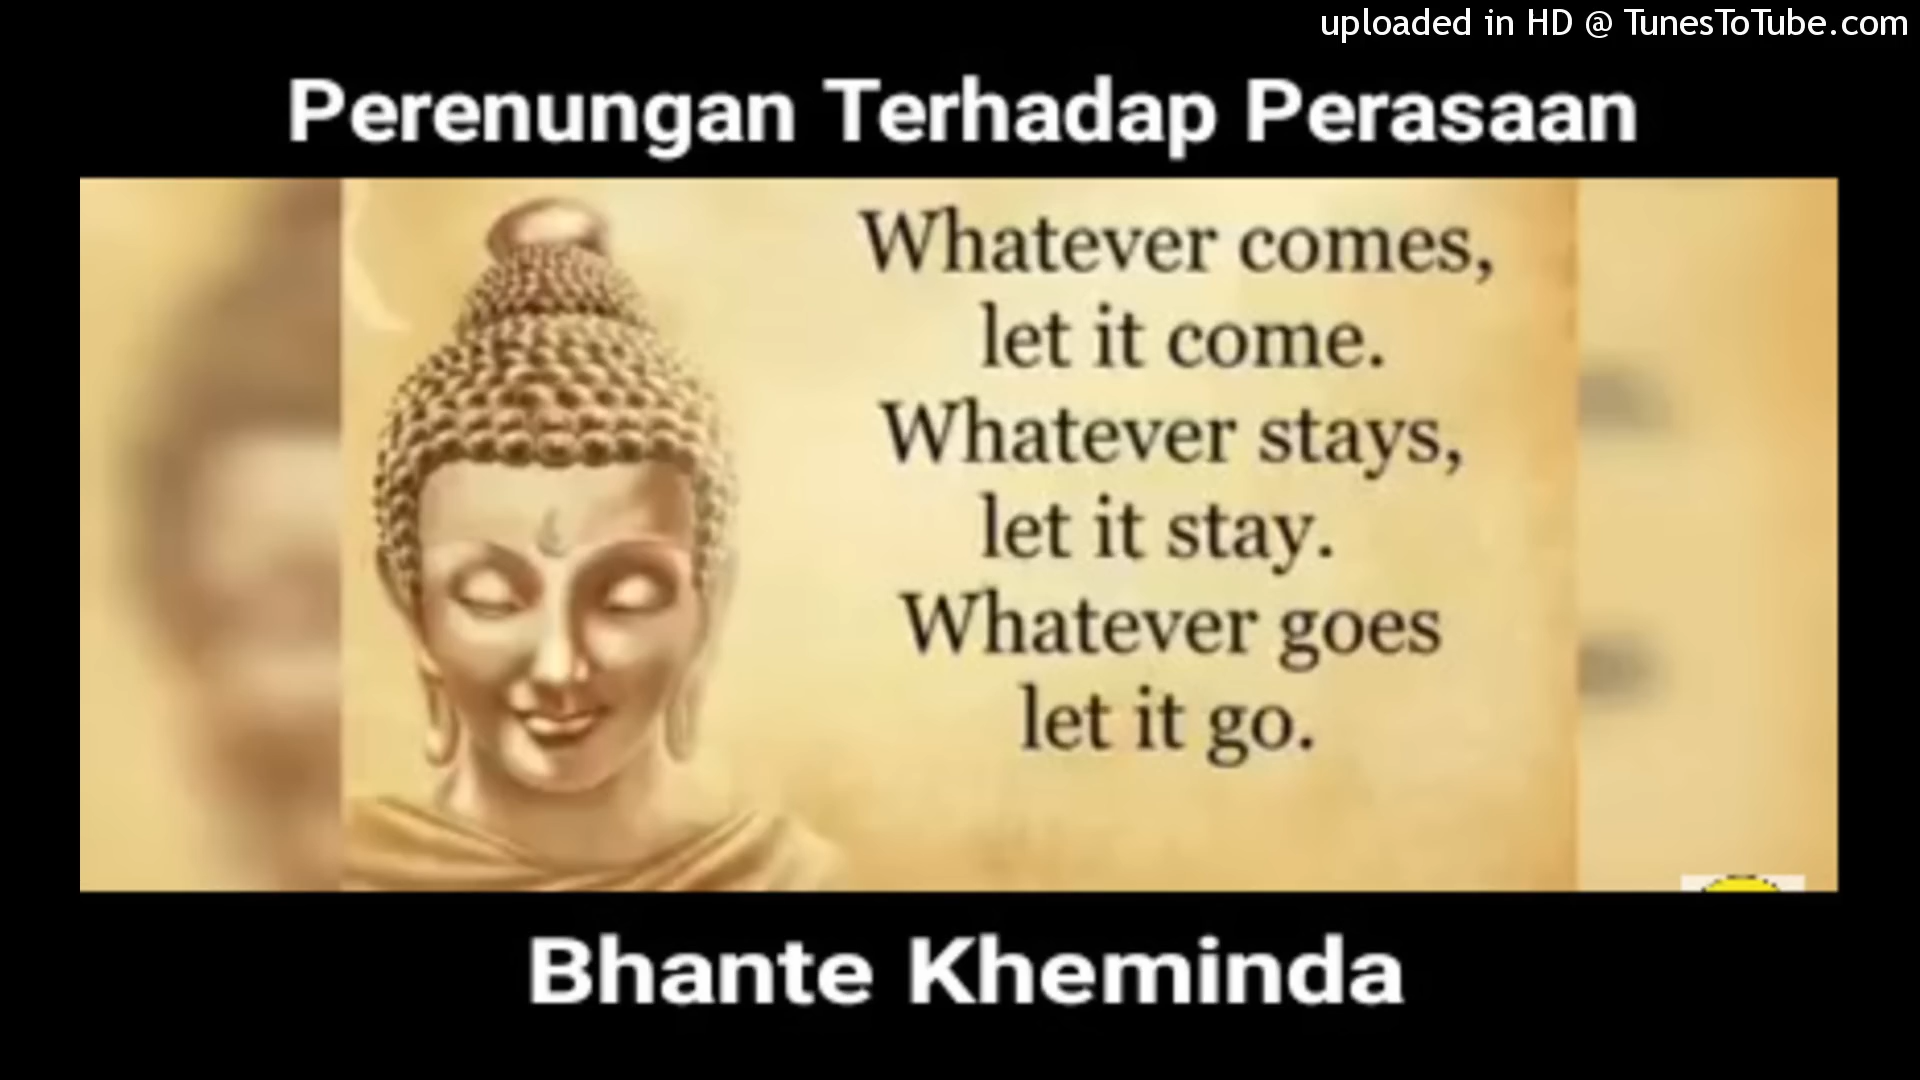 uploaded in HD @ TunesToTube.com
Perenungan Terhadap Perasaan
Whatever comes,
let it come.
Whatever stays,
let it stay.
Whatever goes
let it go.
Bhante Kheminda